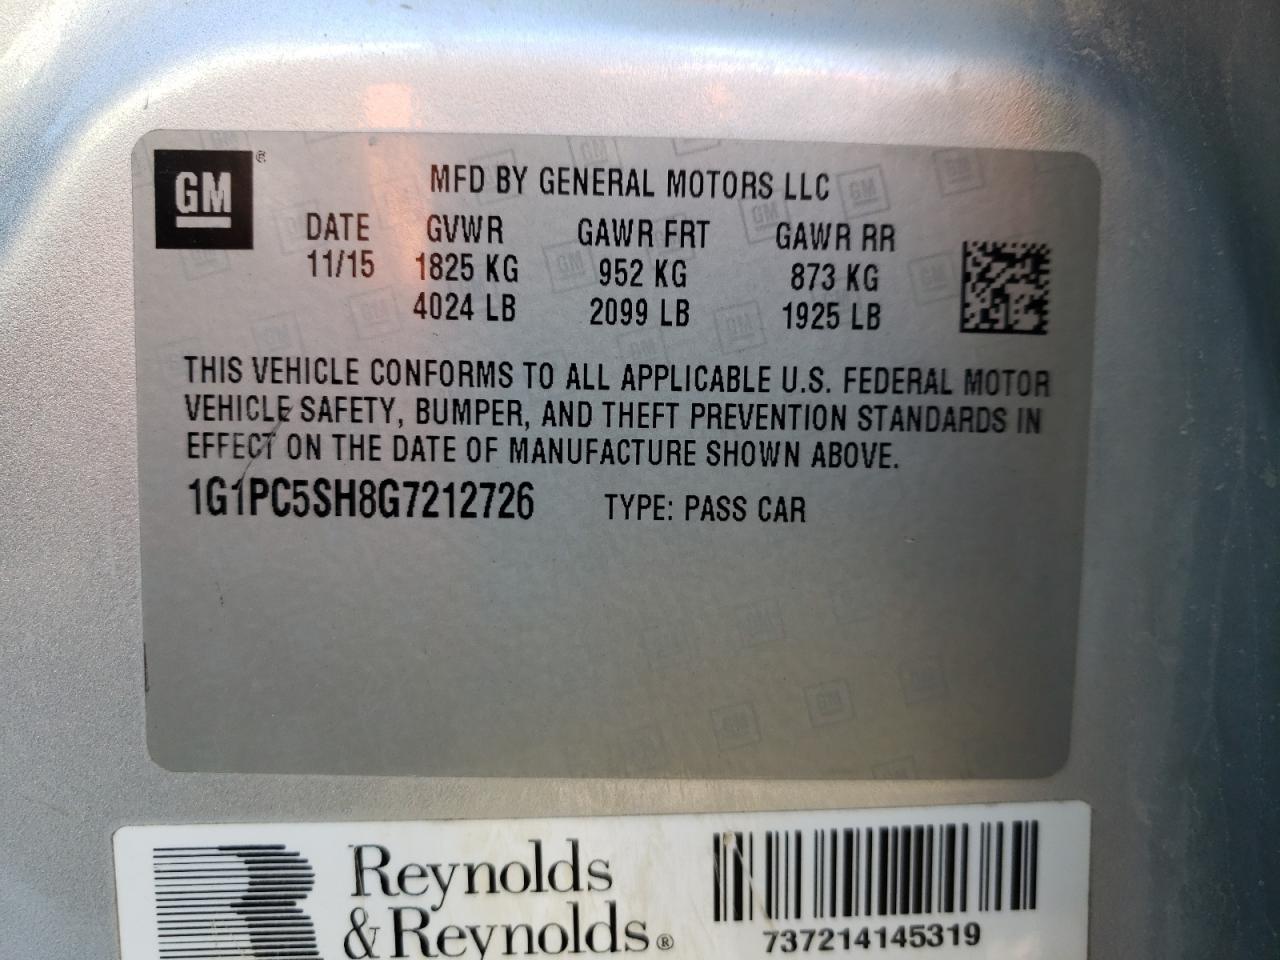 GM ®
MFD BY GENERAL MOTORS LLC
DATE GVWR GAWR FRT GAWR RR
11/15 1825 KG 952 KG 873 KG
4024 LB 2099 LB 1925 LB
THIS VEHICLE CONFORMS TO ALL APPLICABLE U.S. FEDERAL MOTOR
VEHICLE SAFETY, BUMPER, AND THEFT PREVENTION STANDARDS IN
EFFECT ON THE DATE OF MANUFACTURE SHOWN ABOVE.
1G1PC5SH8G7212726 TYPE: PASS CAR
Reynolds
&Reynolds®
737214145319